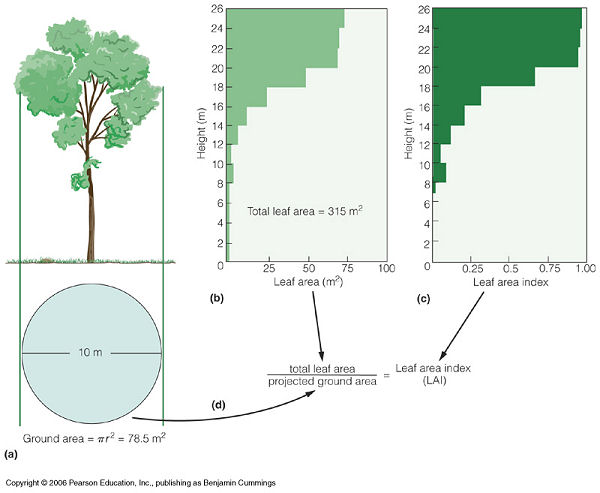 10 m
Ground area = πr² = 78.5 m²
(a)
26
24
22
20
18
16
14
12
10
8
6
4
2
0
Height (m)
Total leaf area = 315 m²
25
50
75
100
Leaf area (m²)
(b)
26
24
22
20
18
16
14
12
10
8
6
4
2
0
Height (m)
0.25
0.5
0.75
1.00
Leaf area index
(c)
total leaf area
projected ground area
=
Leaf area index
(LAI)
(d)
Copyright © 2006 Pearson Education, Inc., publishing as Benjamin Cummings